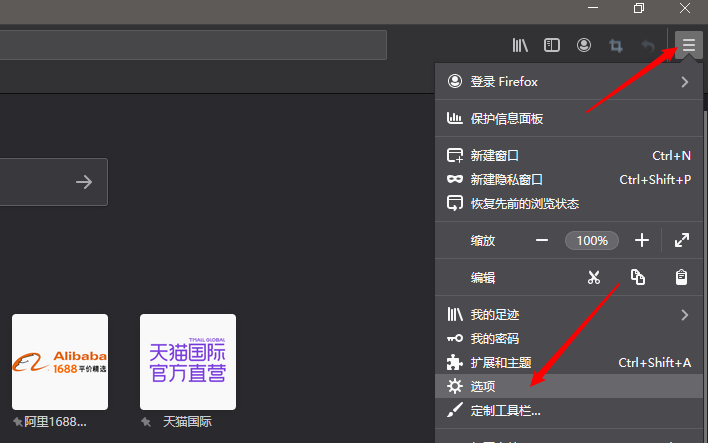 登录 Firefox
保护信息面板
新建窗口 Ctrl+N
新建隐私窗口 Ctrl+Shift+P
恢复先前的浏览状态
缩放 100%
编辑
我的足迹
我的密码
扩展和主题 Ctrl+Shift+A
选项
定制工具栏...
Alibaba
1688 平价精选
阿里1688...
TMALL GLOBAL
天猫国际
官方直营
天猫国际